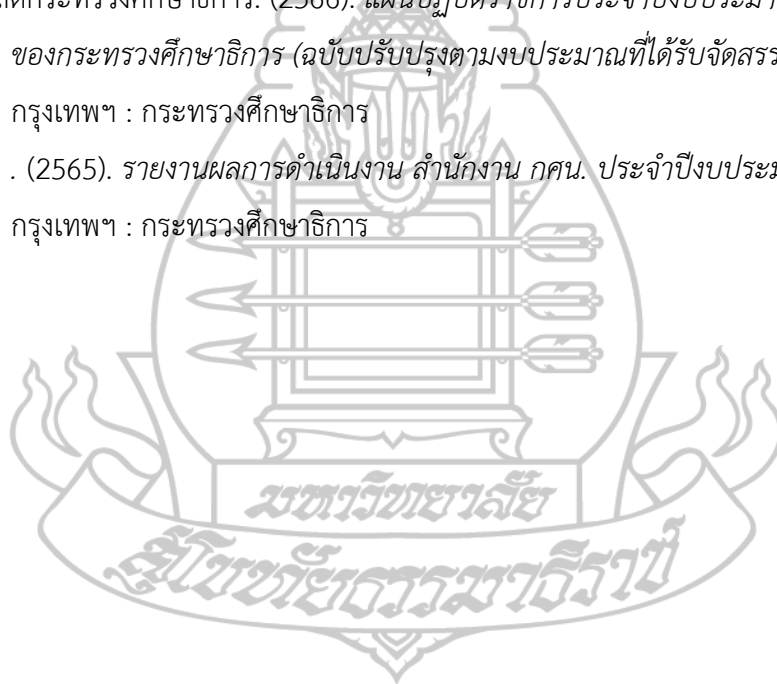 ลัดกระทรวงศึกษาธิการ. (2566). แผนปฏิบัติราชการประจำปีงบประมา
ของกระทรวงศึกษาธิการ (ฉบับปรับปรุงตามงบประมาณที่ได้รับจัดสรร
กรุงเทพฯ : กระทรวงศึกษาธิการ
. (2565). รายงานผลการดำเนินงาน สำนักงาน กศน. ประจำปีงบประม
กรุงเทพฯ : กระทรวงศึกษาธิการ
มหาวิทยาลัย
สุโขทัยธรรมาธิราช